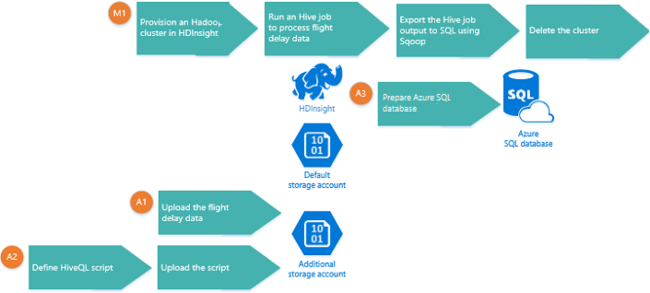 M1
Provision an Hadoop
cluster in HDInsight
Run an Hive job
to process flight
delay data
Export the Hive job
output to SQL using
Sqoop
Delete the cluster
HDInsight
A3
Prepare Azure SQL
database
SQL
Azure
SQL database
10
01
Default
storage account
A1
Upload the flight
delay data
10
01
Additional
storage account
A2
Define HiveQL script
Upload the script